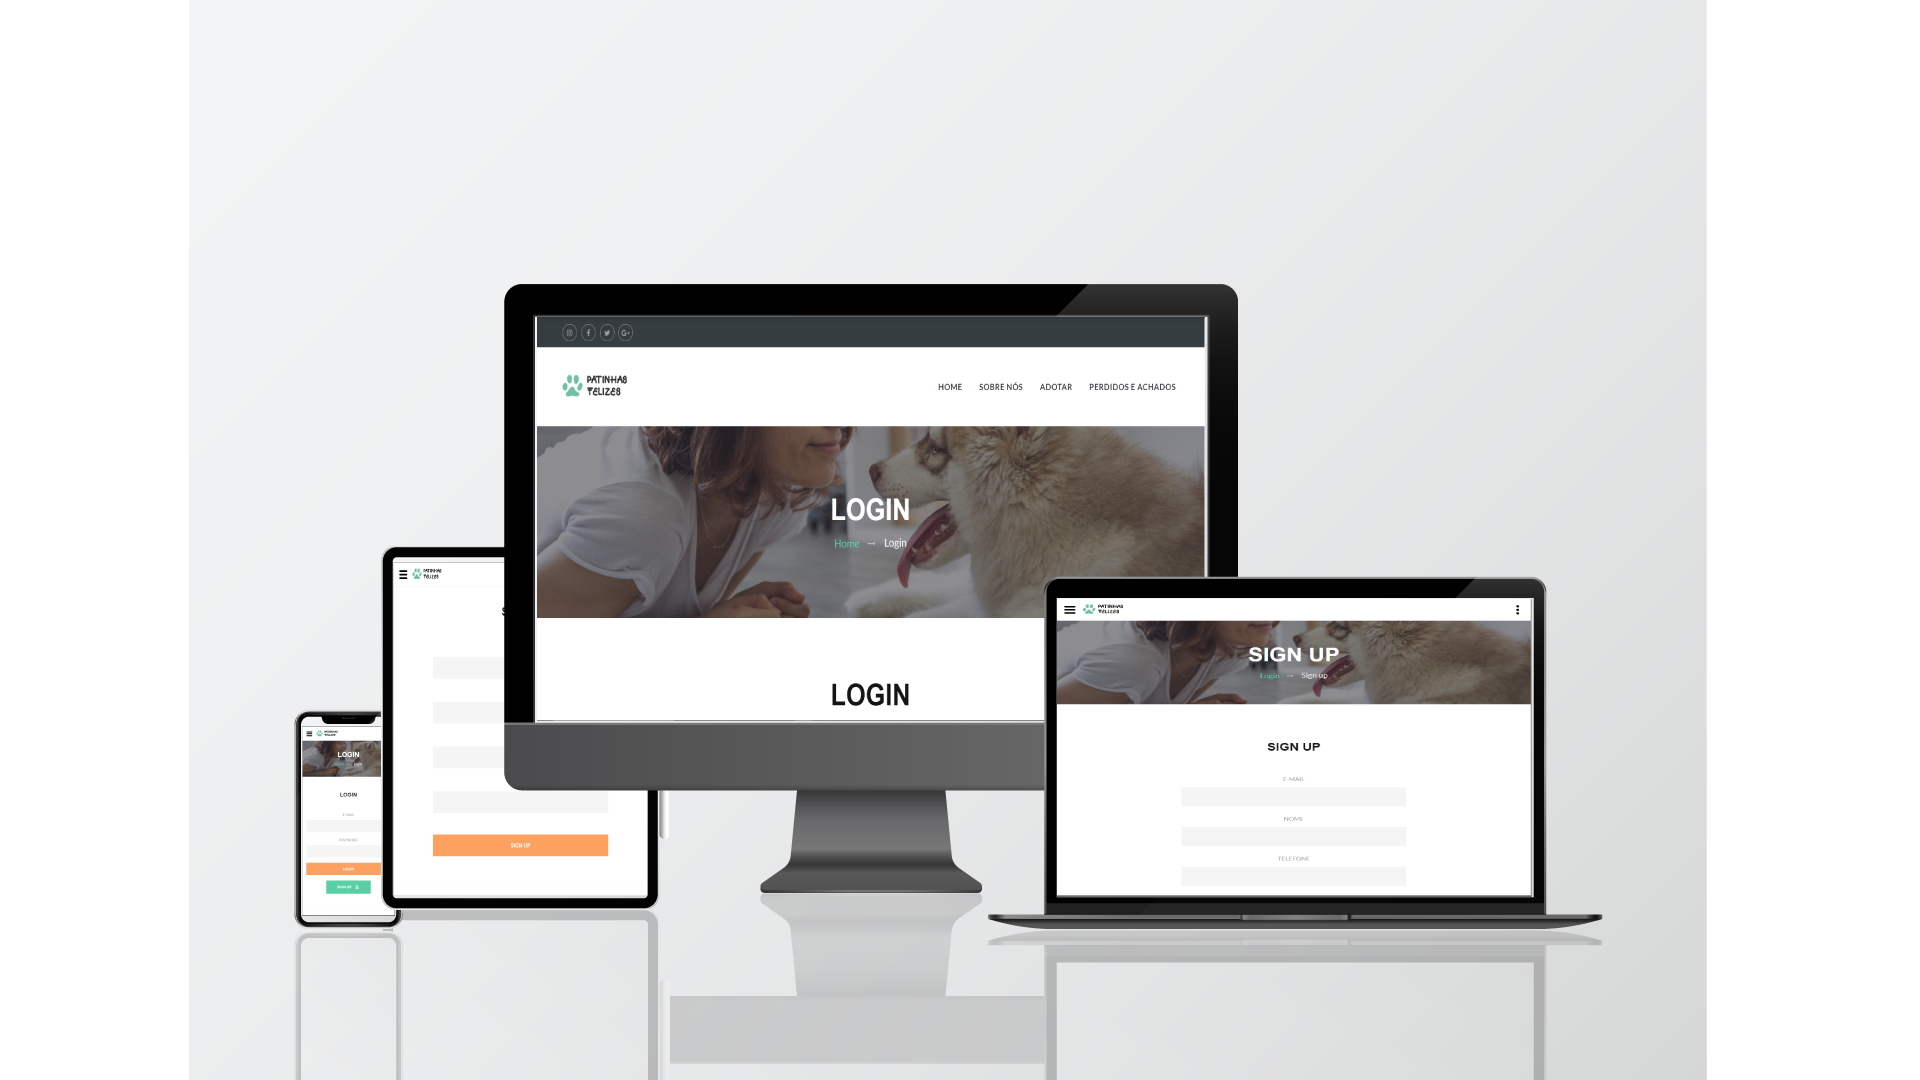 PATINHAS
FELIZES
HOME SOBRE NÓS ADOTAR PERDIDOS E ACHADOS
LOGIN
Home → Login
LOGIN
PATINHAS
FELIZES
S
SIGN UP
PATINHAS
FELIZES
LOGIN
LOGIN
E-MAIL
PASSWORD
LOGIN
SIGN UP
PATINHAS
FELIZES
SIGN UP
Login → Sign up
SIGN UP
E-MAIL
NOME
TELEFONE